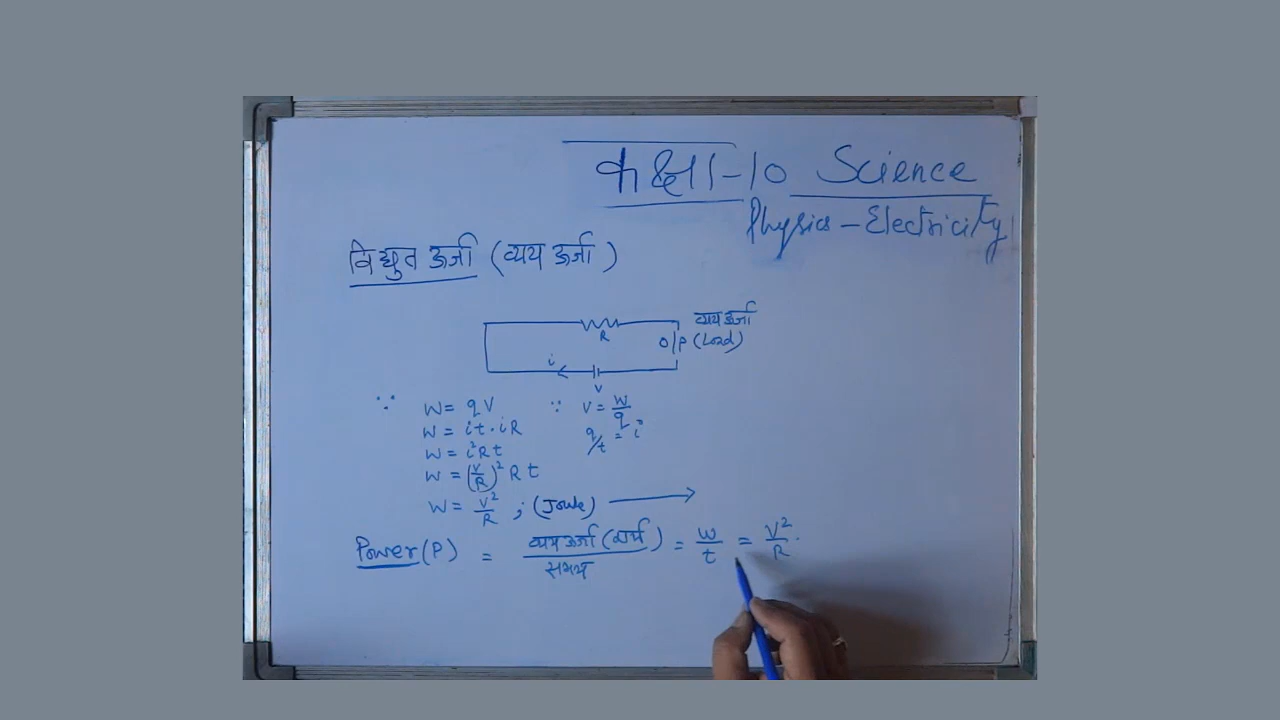 कक्षा-10 Science
Physics - Electricity
विद्युत ऊर्जा (व्यय ऊर्जा)
व्यय ऊर्जा
R
O/P (Load)
i
V
∵ W = qV ∵ V = W/q
W = it·iR q/t = i
W = i²Rt
W = (V/R)² Rt
W = V²/R ; (Joule) →
Power(P) = व्यय ऊर्जा (कार्य)/समय = W/t = V²/R .